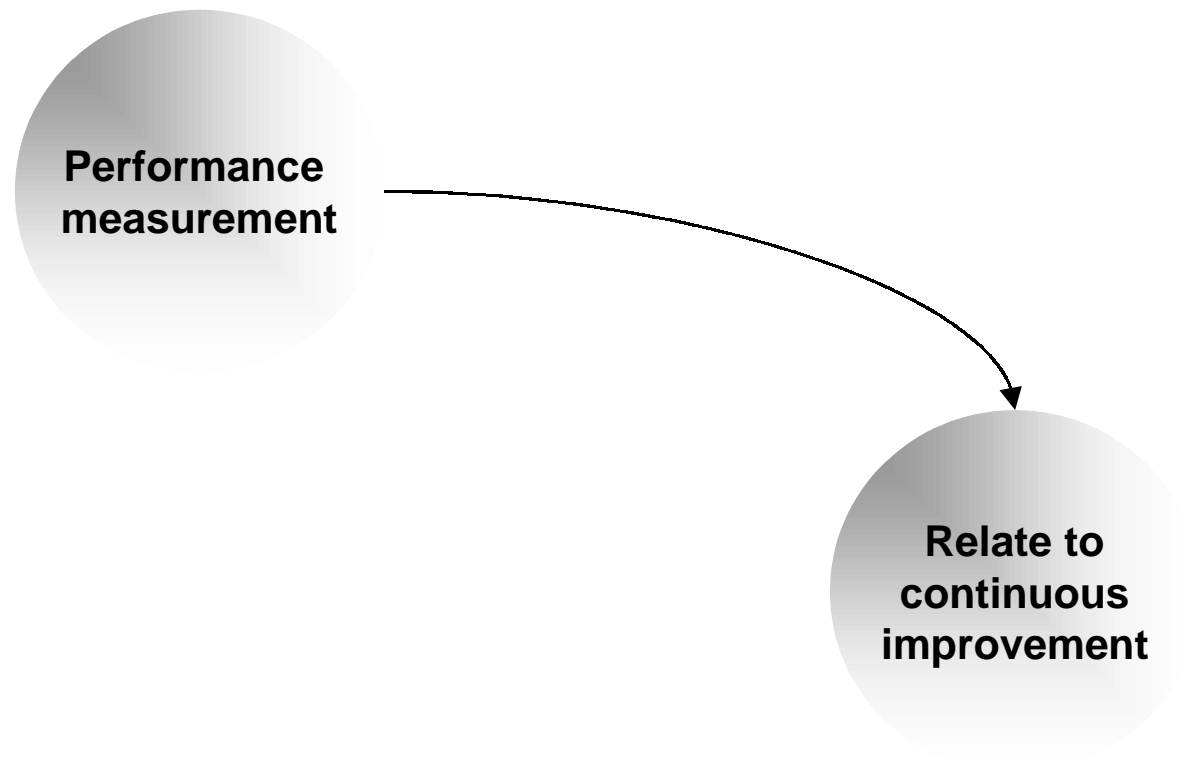 Performance
measurement
Relate to
continuous
improvement